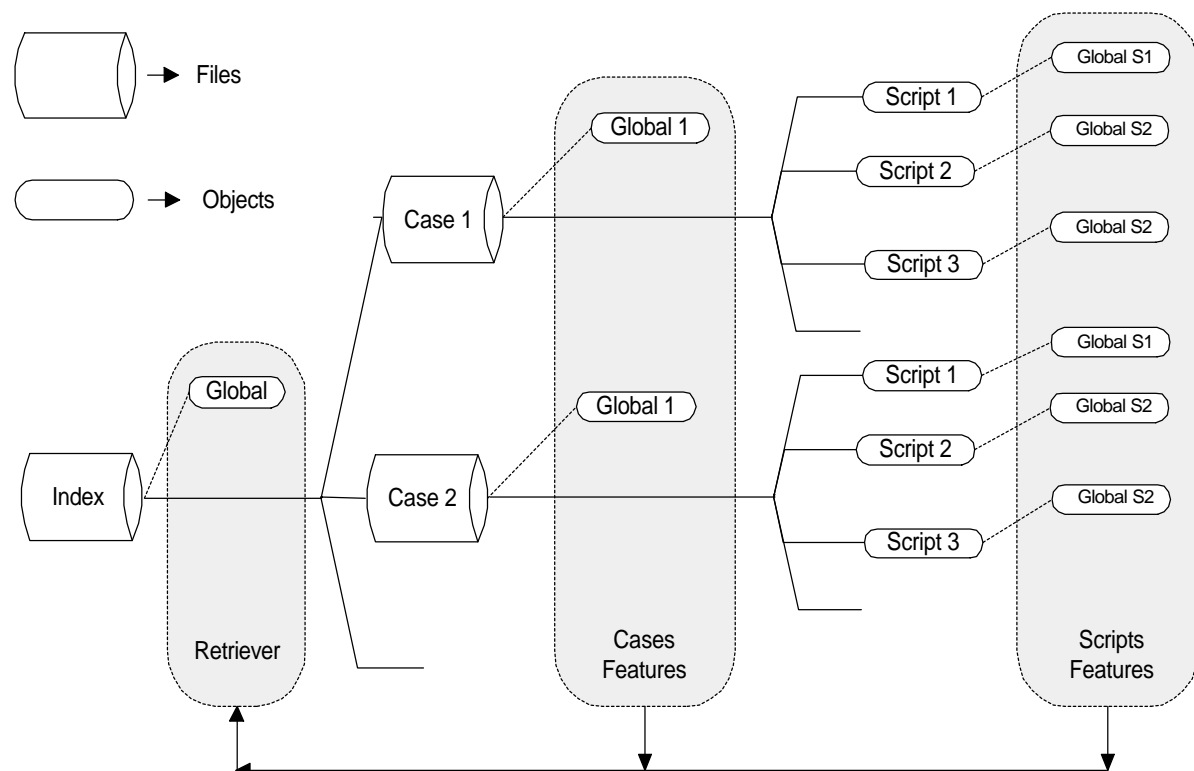 Files
Objects
Index
Global
Retriever
Case 1
Case 2
Global 1
Global 1
Cases
Features
Script 1
Script 2
Script 3
Script 1
Script 2
Script 3
Global S1
Global S2
Global S2
Global S1
Global S2
Global S2
Scripts
Features